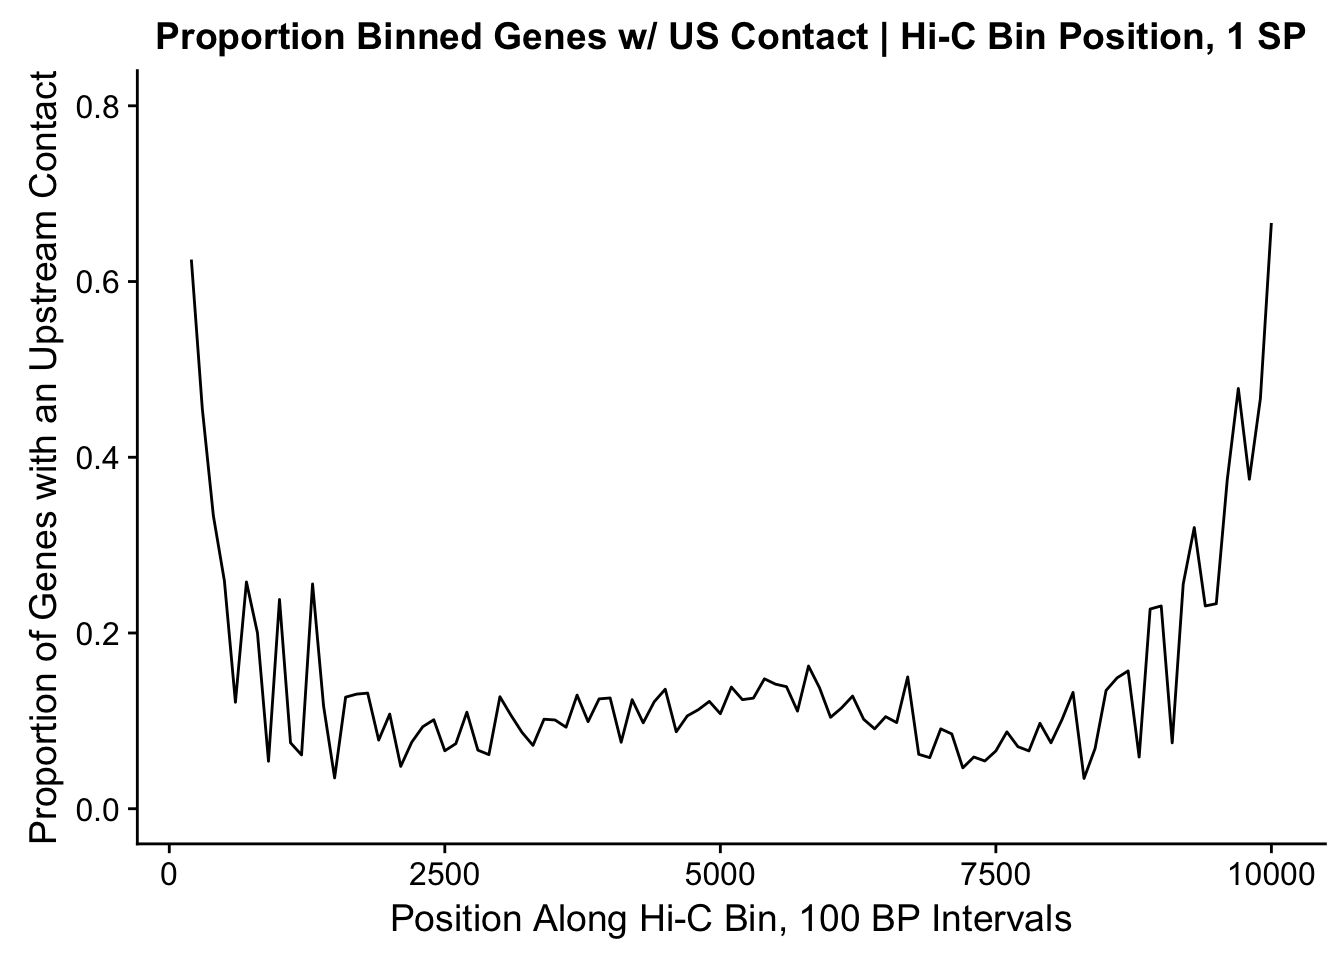 Proportion Binned Genes w/ US Contact | Hi-C Bin Position, 1 SP
Proportion of Genes with an Upstream Contact
0.8
0.6
0.4
0.2
0.0
0 2500 5000 7500 10000
Position Along Hi-C Bin, 100 BP Intervals